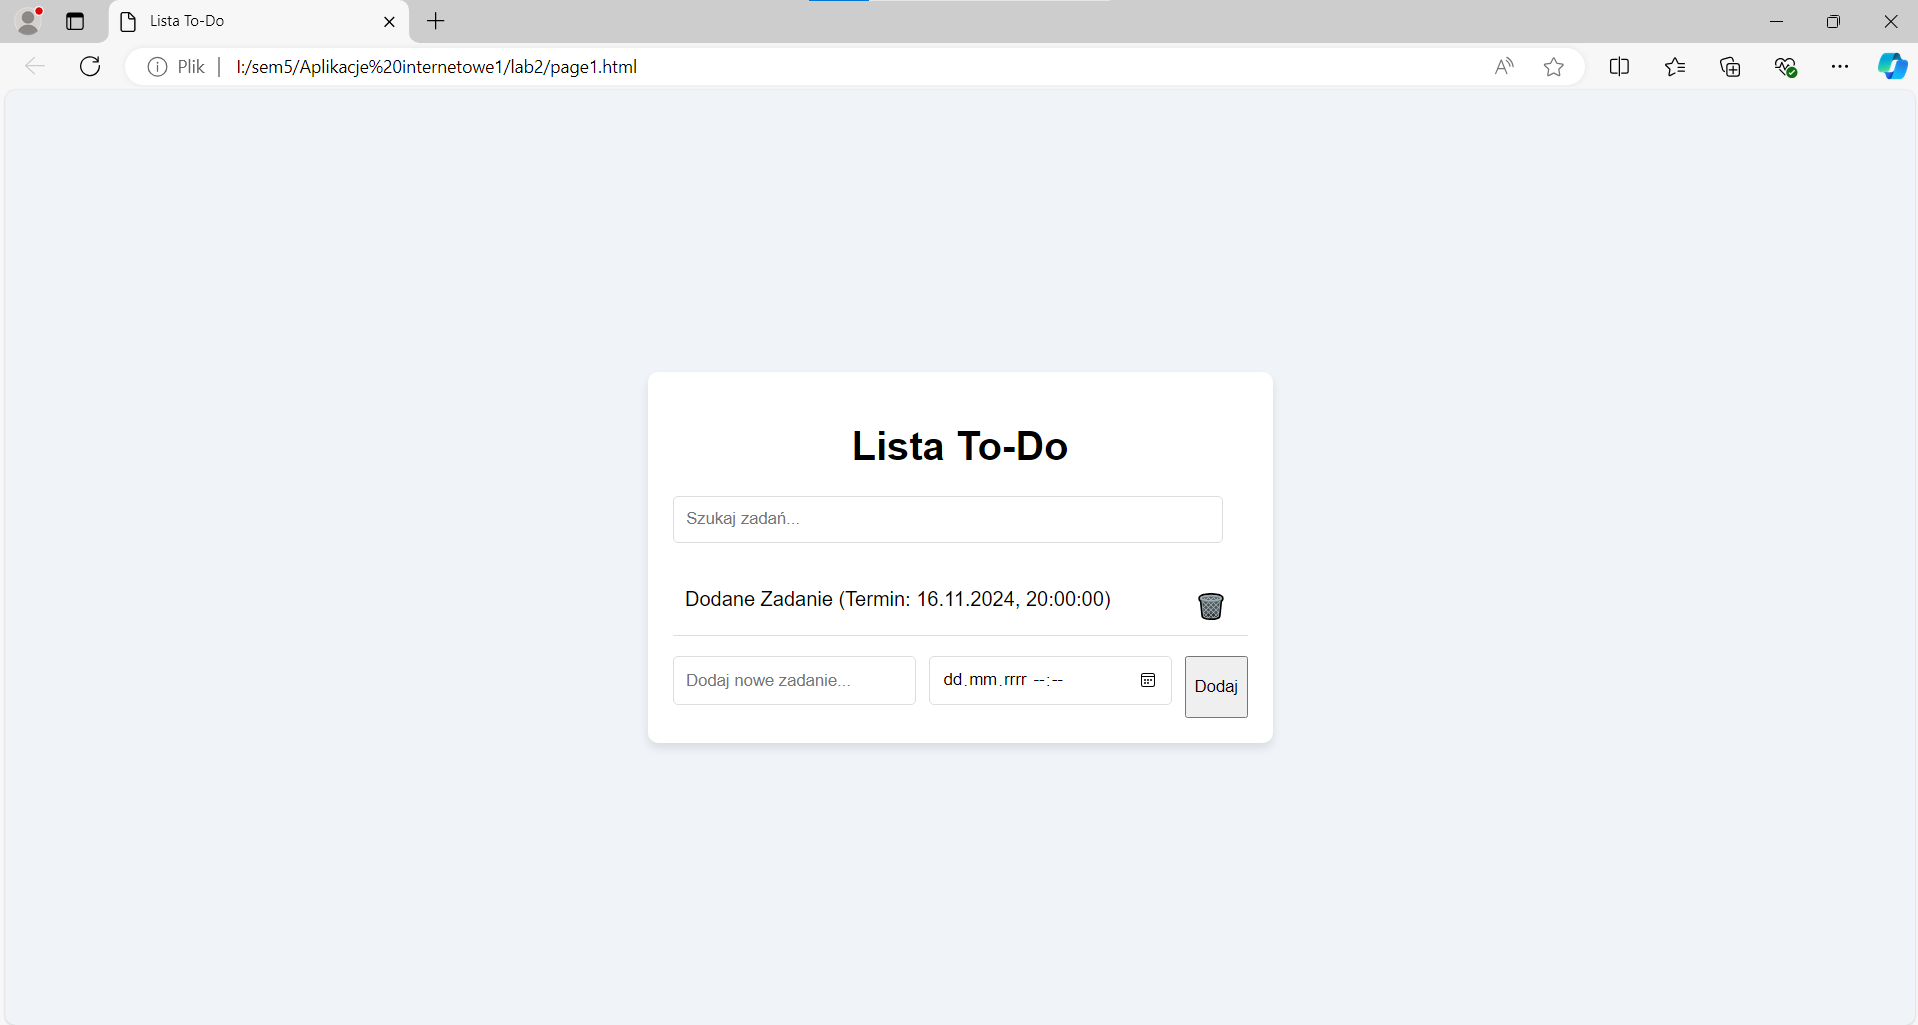 Lista To-Do
Plik
I:/sem5/Aplikacje%20internetowe1/lab2/page1.html
Lista To-Do
Szukaj zadań...
Dodane Zadanie (Termin: 16.11.2024, 20:00:00)
Dodaj nowe zadanie...
dd.mm.rrrr --:--
Dodaj